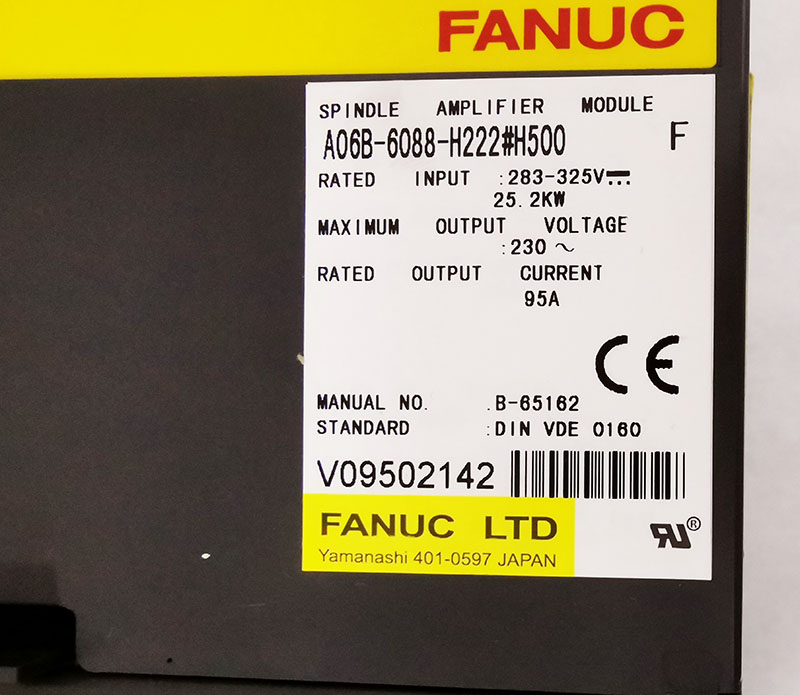 FANUC
SPINDLE AMPLIFIER MODULE
A06B-6088-H222#H500 F
RATED INPUT :283-325V⎓
25.2KW
MAXIMUM OUTPUT VOLTAGE
:230～
RATED OUTPUT CURRENT
95A
CE
MANUAL NO. .B-65162
STANDARD :DIN VDE 0160
V09502142
FANUC LTD
Yamanashi 401-0597 JAPAN
RU®